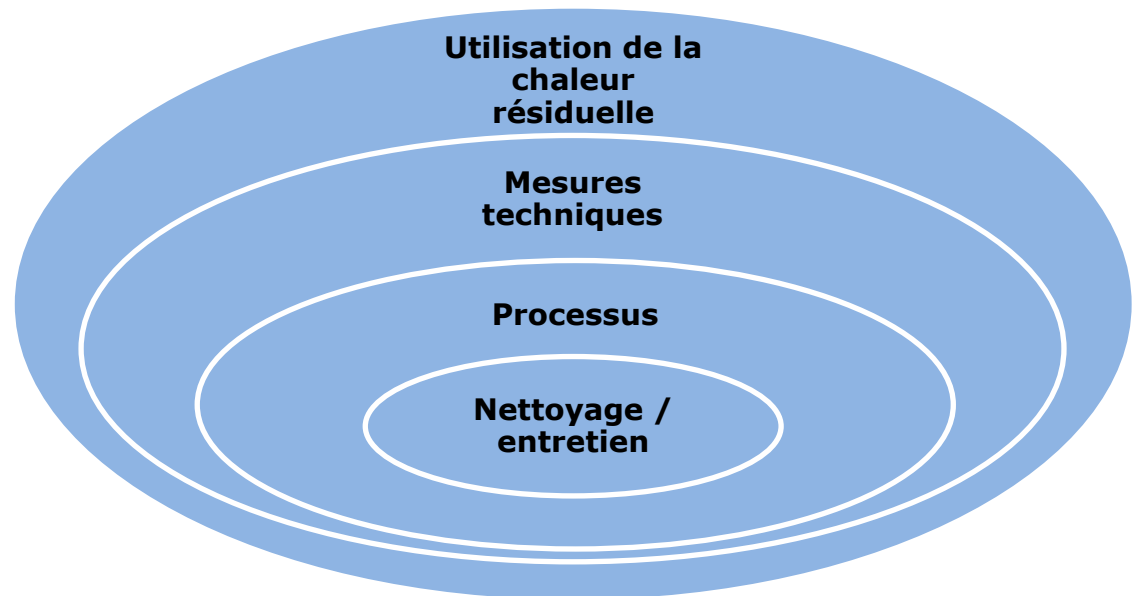 Utilisation de la
chaleur
résiduelle
Mesures
techniques
Processus
Nettoyage /
entretien